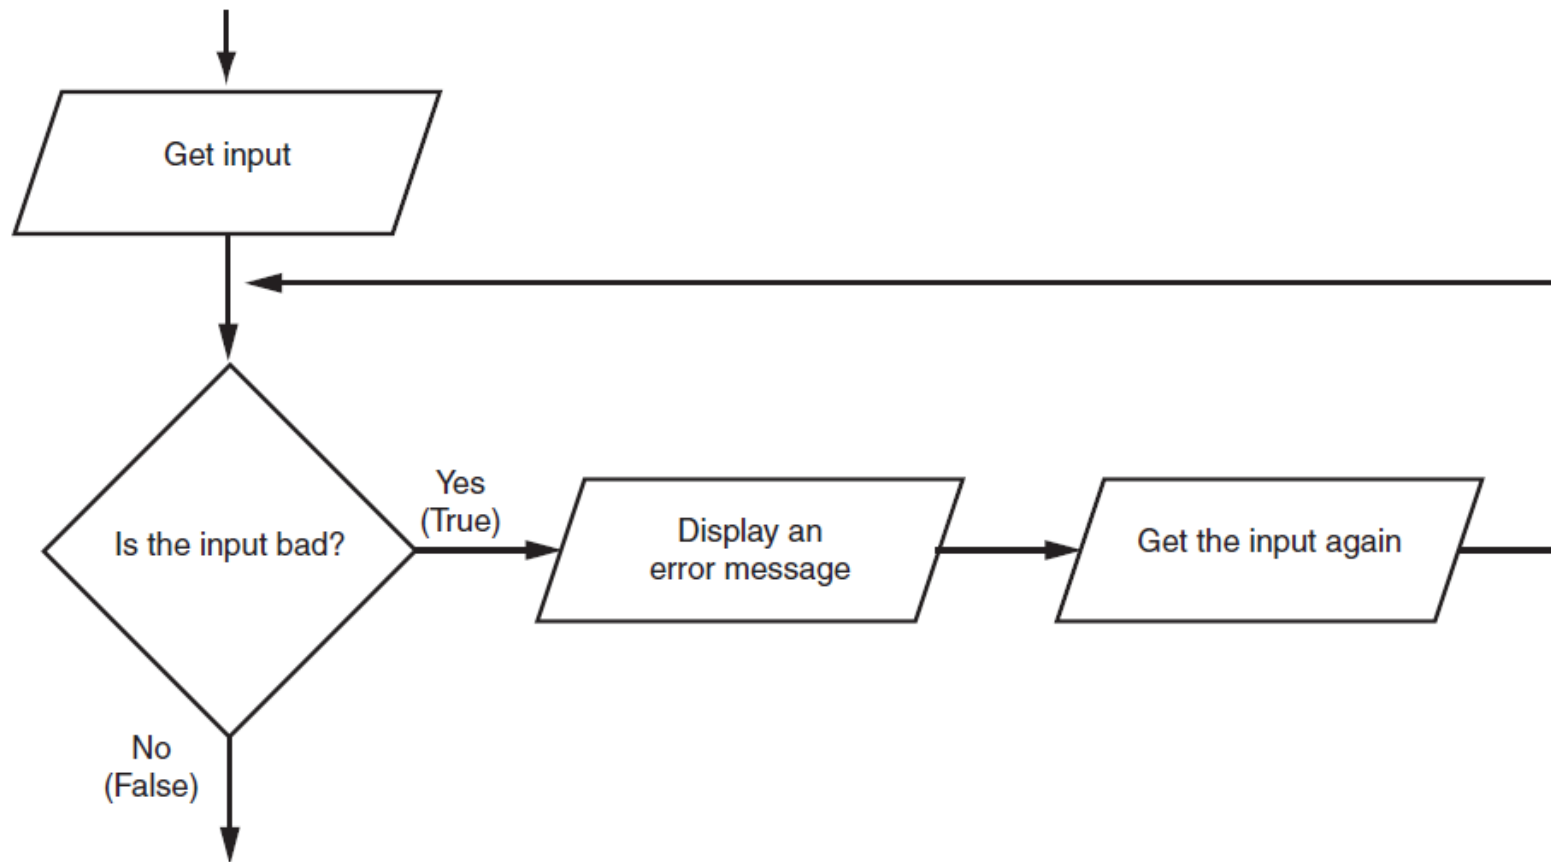 Get input
Is the input bad?
Yes
(True)
Display an
error message
Get the input again
No
(False)